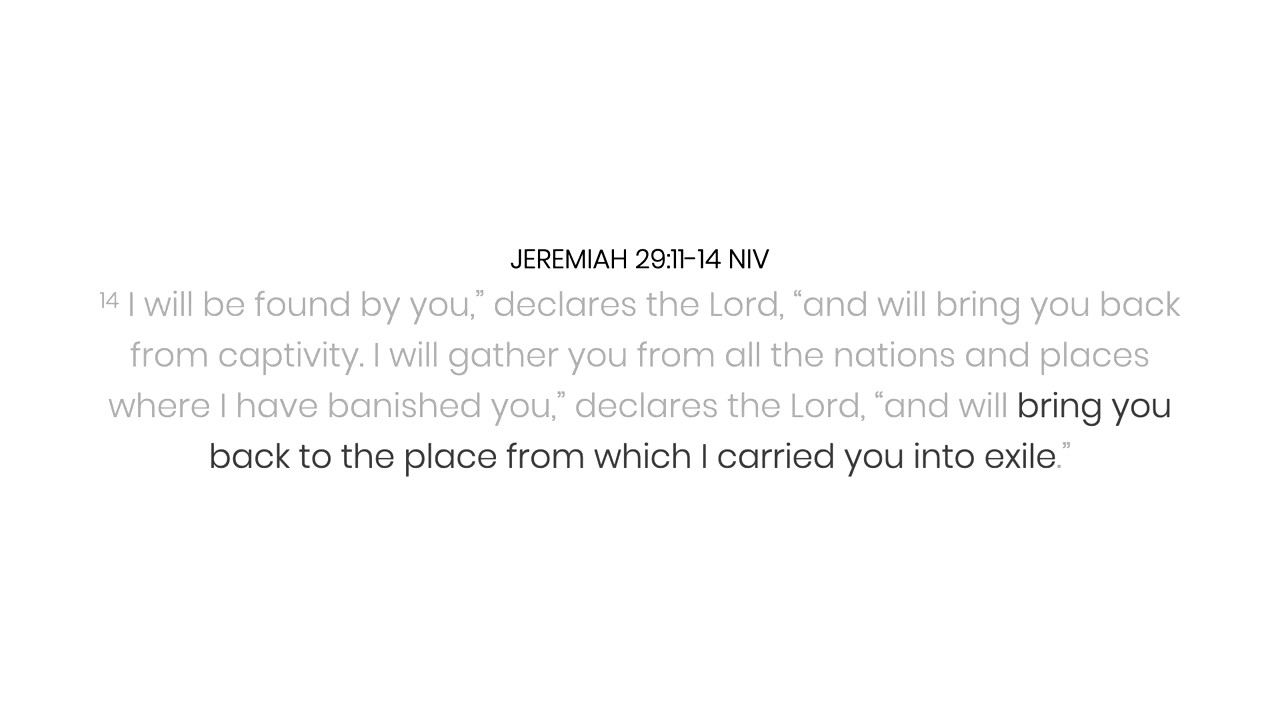 JEREMIAH 29:11-14 NIV
14 I will be found by you,” declares the Lord, “and will bring you back
from captivity. I will gather you from all the nations and places
where I have banished you,” declares the Lord, “and will bring you
back to the place from which I carried you into exile.”